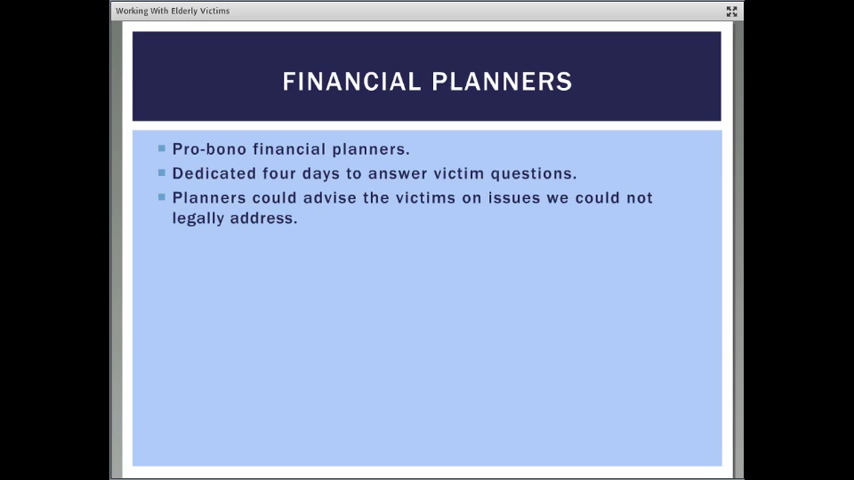 Working With Elderly Victims
FINANCIAL PLANNERS
Pro-bono financial planners.
Dedicated four days to answer victim questions.
Planners could advise the victims on issues we could not
legally address.